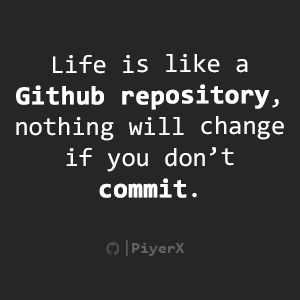 Life is like a
Github repository,
nothing will change
if you don’t
commit.
|PiyerX